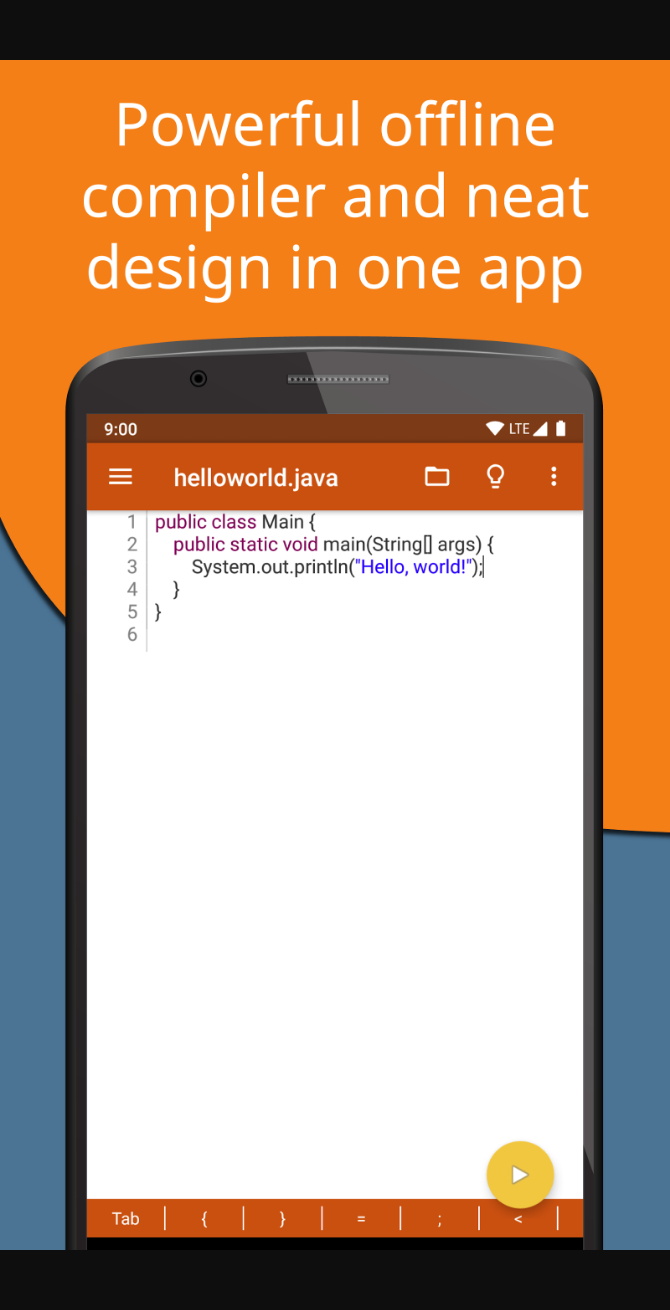 Powerful offline
compiler and neat
design in one app
9:00 LTE
helloworld.java
1 public class Main {
2 public static void main(String[] args) {
3 System.out.println("Hello, world!");
4 }
5 }
6
Tab { } = ; <